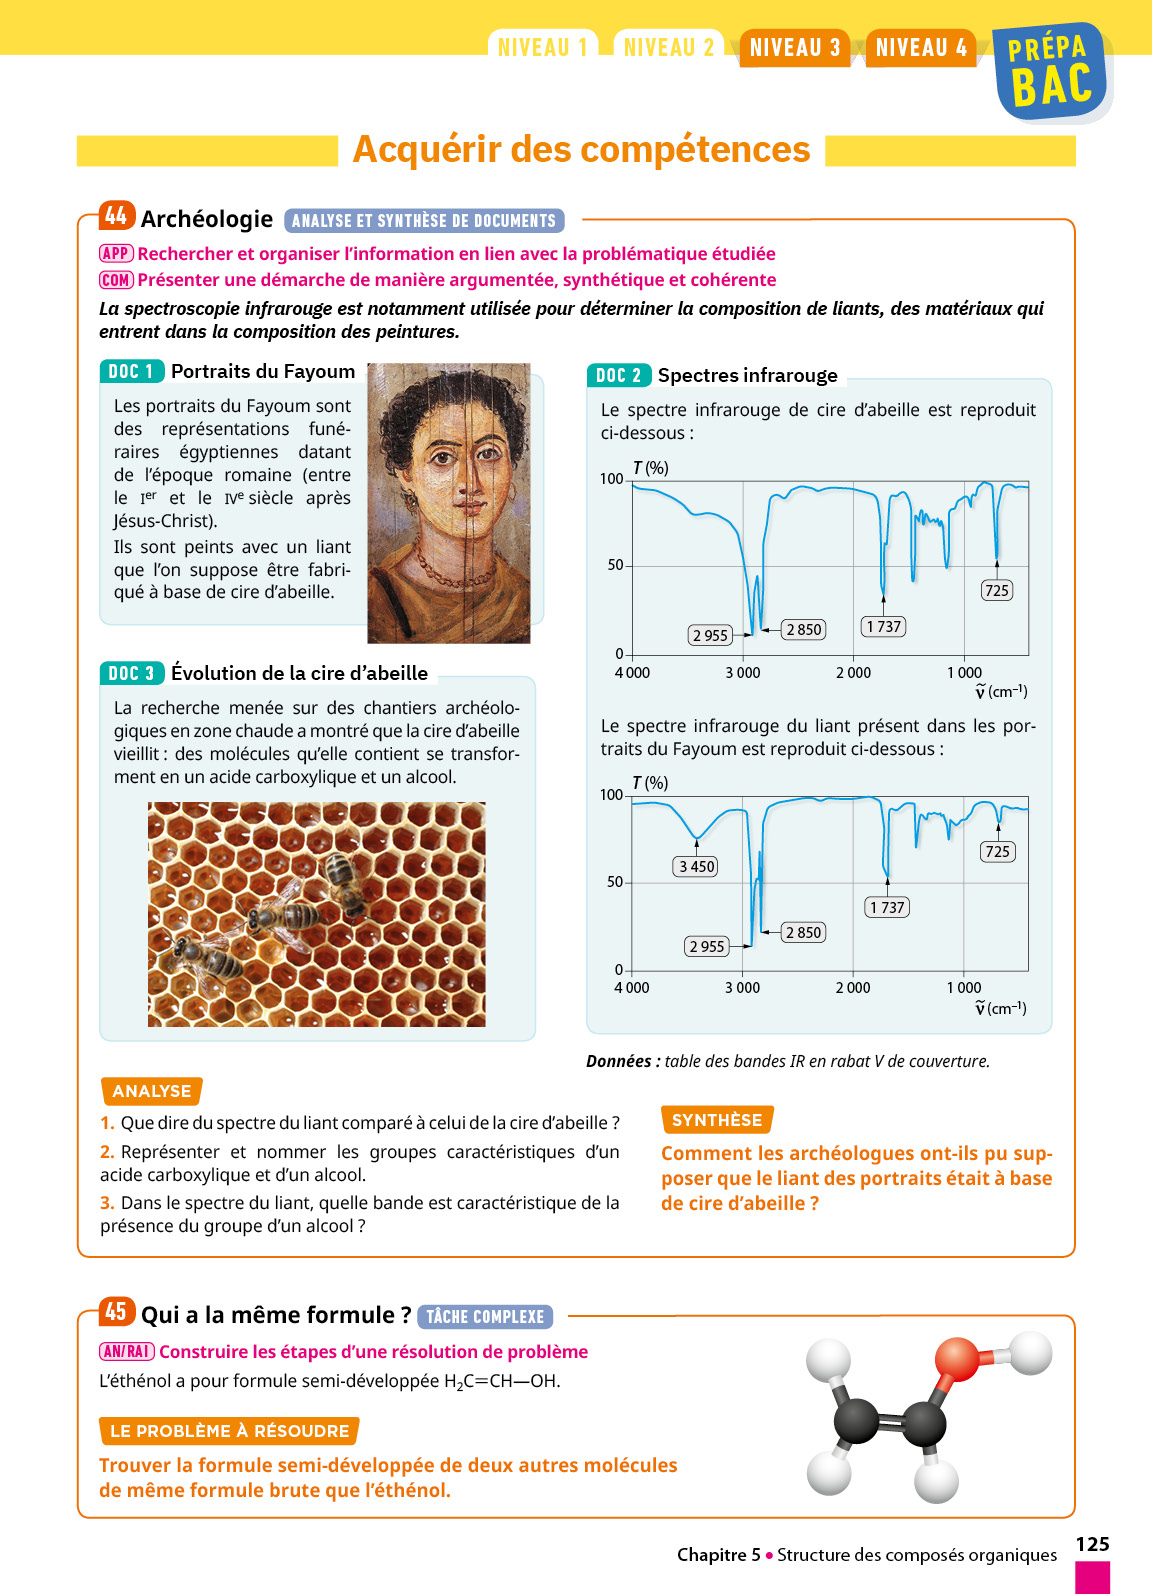 NIVEAU 1 NIVEAU 2 NIVEAU 3 NIVEAU 4
PRÉPA
BAC
Acquérir des compétences
44 Archéologie ANALYSE ET SYNTHÈSE DE DOCUMENTS
APP Rechercher et organiser l’information en lien avec la problématique étudiée
COM Présenter une démarche de manière argumentée, synthétique et cohérente
La spectroscopie infrarouge est notamment utilisée pour déterminer la composition de liants, des matériaux qui
entrent dans la composition des peintures.
DOC 1 Portraits du Fayoum
Les portraits du Fayoum sont
des représentations funé-
raires égyptiennes datant
de l’époque romaine (entre
le Ier et le IVe siècle après
Jésus-Christ).
Ils sont peints avec un liant
que l’on suppose être fabri-
qué à base de cire d’abeille.
DOC 3 Évolution de la cire d’abeille
La recherche menée sur des chantiers archéolo-
giques en zone chaude a montré que la cire d’abeille
vieillit : des molécules qu’elle contient se transfor-
ment en un acide carboxylique et un alcool.
DOC 2 Spectres infrarouge
Le spectre infrarouge de cire d’abeille est reproduit
ci-dessous :
T (%)
100
50
0
2 955
2 850
1 737
725
4 000 3 000 2 000 1 000
ṽ (cm–1)
Le spectre infrarouge du liant présent dans les por-
traits du Fayoum est reproduit ci-dessous :
T (%)
100
50
0
3 450
2 955
2 850
1 737
725
4 000 3 000 2 000 1 000
ṽ (cm–1)
Données : table des bandes IR en rabat V de couverture.
ANALYSE
1. Que dire du spectre du liant comparé à celui de la cire d’abeille ?
2. Représenter et nommer les groupes caractéristiques d’un
acide carboxylique et d’un alcool.
3. Dans le spectre du liant, quelle bande est caractéristique de la
présence du groupe d’un alcool ?
SYNTHÈSE
Comment les archéologues ont-ils pu sup-
poser que le liant des portraits était à base
de cire d’abeille ?
45 Qui a la même formule ? TÂCHE COMPLEXE
AN/RAI Construire les étapes d’une résolution de problème
L’éthénol a pour formule semi-développée H2C=CH—OH.
LE PROBLÈME À RÉSOUDRE
Trouver la formule semi-développée de deux autres molécules
de même formule brute que l’éthénol.
Chapitre 5 • Structure des composés organiques 125